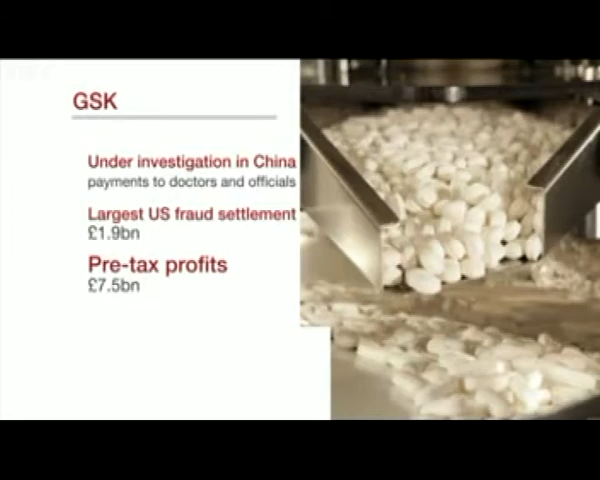 GSK
Under investigation in China
payments to doctors and officials
Largest US fraud settlement
£1.9bn
Pre-tax profits
£7.5bn